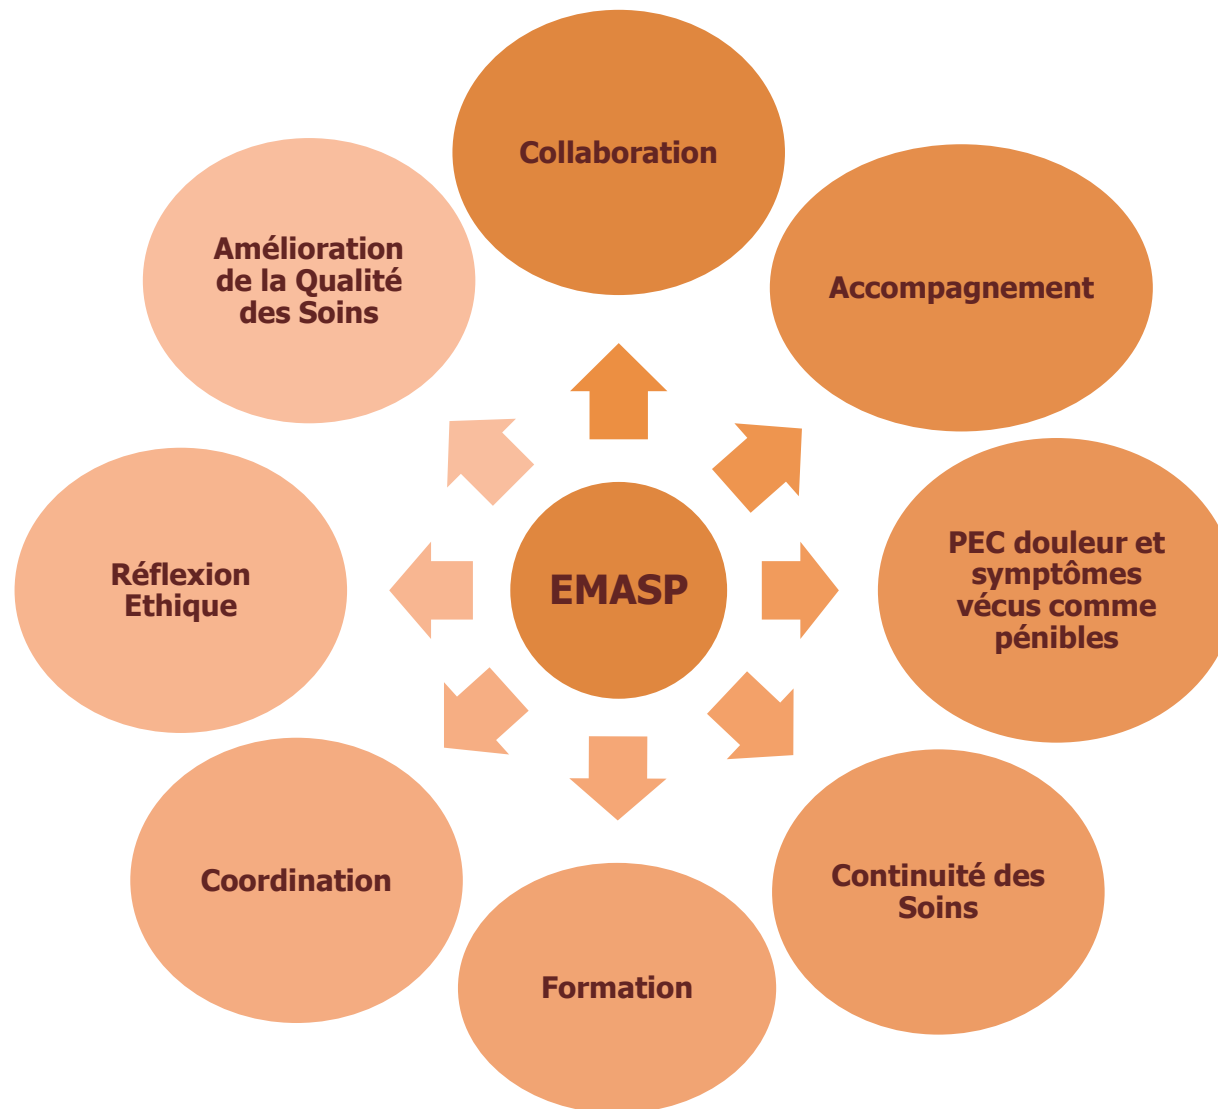 Collaboration
Accompagnement
PEC douleur et
symptômes
vécus comme
pénibles
Continuité des
Soins
Formation
Coordination
Réflexion
Ethique
Amélioration
de la Qualité
des Soins
EMASP